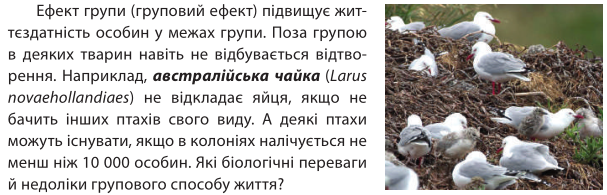 Ефект групи (груповий ефект) підвищує жит-
тєздатність особин у межах групи. Поза групою
в деяких тварин навіть не відбувається відтво-
рення. Наприклад, австралійська чайка (Larus
novaehollandiaes) не відкладає яйця, якщо не
бачить інших птахів свого виду. А деякі птахи
можуть існувати, якщо в колоніях налічується не
менш ніж 10 000 особин. Які біологічні переваги
й недоліки групового способу життя?